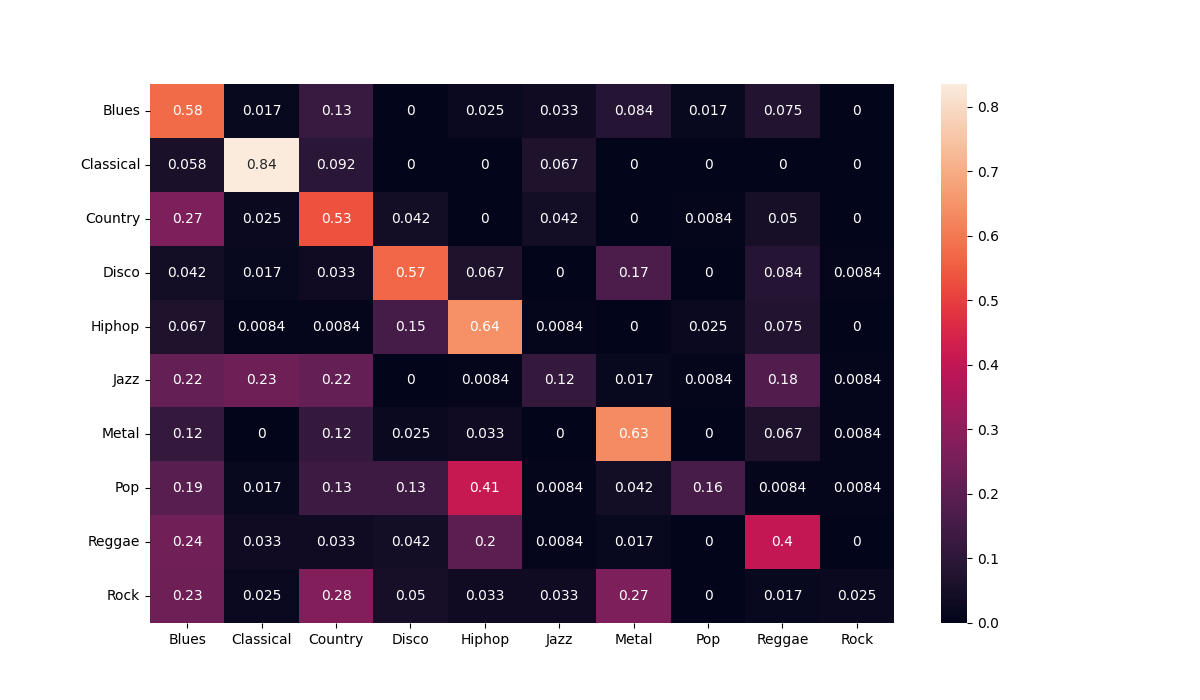 Blues 0.58 0.017 0.13 0 0.025 0.033 0.084 0.017 0.075 0
Classical 0.058 0.84 0.092 0 0 0.067 0 0 0 0
Country 0.27 0.025 0.53 0.042 0 0.042 0 0.0084 0.05 0
Disco 0.042 0.017 0.033 0.57 0.067 0 0.17 0 0.084 0.0084
Hiphop 0.067 0.0084 0.0084 0.15 0.64 0.0084 0 0.025 0.075 0
Jazz 0.22 0.23 0.22 0 0.0084 0.12 0.017 0.0084 0.18 0.0084
Metal 0.12 0 0.12 0.025 0.033 0 0.63 0 0.067 0.0084
Pop 0.19 0.017 0.13 0.13 0.41 0.0084 0.042 0.16 0.0084 0.0084
Reggae 0.24 0.033 0.033 0.042 0.2 0.0084 0.017 0 0.4 0
Rock 0.23 0.025 0.28 0.05 0.033 0.033 0.27 0 0.017 0.025
Blues Classical Country Disco Hiphop Jazz Metal Pop Reggae Rock
0.8
0.7
0.6
0.5
0.4
0.3
0.2
0.1
0.0